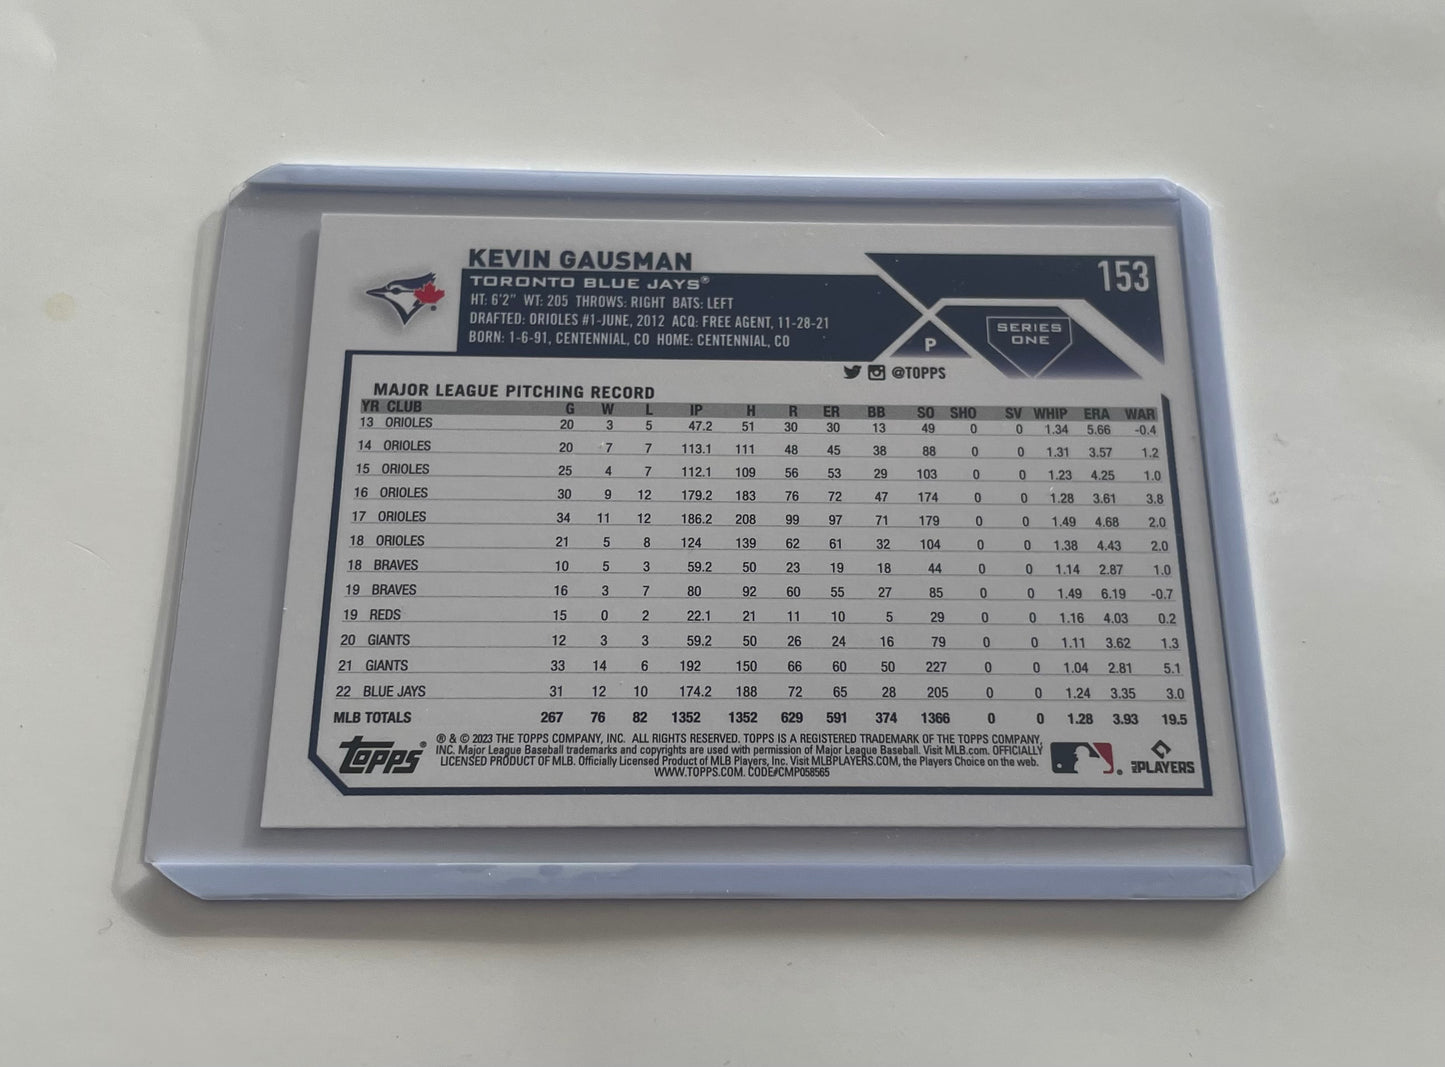 KEVIN GAUSMAN
153
TORONTO BLUE JAYS®
HT: 6'2" WT: 205 THROWS: RIGHT BATS: LEFT
DRAFTED: ORIOLES #1-JUNE, 2012 ACQ: FREE AGENT, 11-28-21
BORN: 1-6-91, CENTENNIAL, CO HOME: CENTENNIAL, CO
P
SERIES
ONE
@TOPPS
MAJOR LEAGUE PITCHING RECORD
YR CLUB G W L IP H R ER BB SO SHO SV WHIP ERA WAR
13 ORIOLES 20 3 5 47.2 51 30 30 13 49 0 0 1.34 5.66 -0.4
14 ORIOLES 20 7 7 113.1 111 48 45 38 88 0 0 1.31 3.57 1.2
15 ORIOLES 25 4 7 112.1 109 56 53 29 103 0 0 1.23 4.25 1.0
16 ORIOLES 30 9 12 179.2 183 76 72 47 174 0 0 1.28 3.61 3.8
17 ORIOLES 34 11 12 186.2 208 99 97 71 179 0 0 1.49 4.68 2.0
18 ORIOLES 21 5 8 124 139 62 61 32 104 0 0 1.38 4.43 2.0
18 BRAVES 10 5 3 59.2 50 23 19 18 44 0 0 1.14 2.87 1.0
19 BRAVES 16 3 7 80 92 60 55 27 85 0 0 1.49 6.19 -0.7
19 REDS 15 0 2 22.1 21 11 10 5 29 0 0 1.16 4.03 0.2
20 GIANTS 12 3 3 59.2 50 26 24 16 79 0 0 1.11 3.62 1.3
21 GIANTS 33 14 6 192 150 66 60 50 227 0 0 1.04 2.81 5.1
22 BLUE JAYS 31 12 10 174.2 188 72 65 28 205 0 0 1.24 3.35 3.0
MLB TOTALS 267 76 82 1352 1352 629 591 374 1366 0 0 1.28 3.93 19.5
® & © 2023 THE TOPPS COMPANY, INC. ALL RIGHTS RESERVED. TOPPS IS A REGISTERED TRADEMARK OF THE TOPPS COMPANY,
INC. Major League Baseball trademarks and copyrights are used with permission of Major League Baseball. Visit MLB.com. OFFICIALLY
LICENSED PRODUCT OF MLB. Officially Licensed Product of MLB Players, Inc. Visit MLBPLAYERS.COM, the Players Choice on the web.
WWW.TOPPS.COM. CODE#CMP058565
topps®
MLB PLAYERS